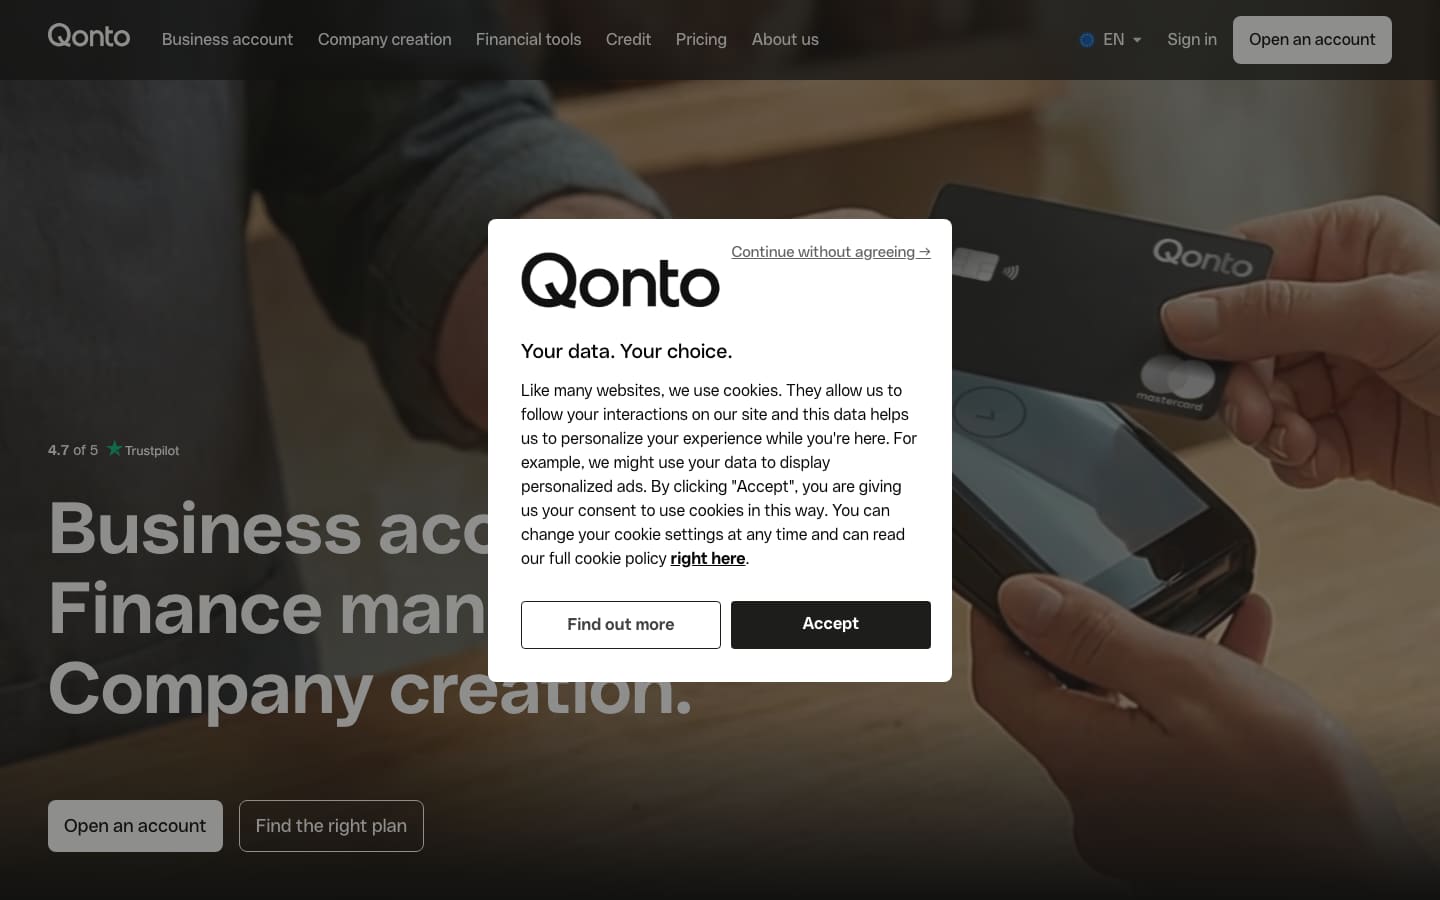 Qonto
Business account
Company creation
Financial tools
Credit
Pricing
About us
EN
Sign in
Open an account
Qonto
mastercard
4.7 of 5
Trustpilot
Business acc
Finance man
Company creation.
Open an account
Find the right plan
Continue without agreeing →
Qonto
Your data. Your choice.
Like many websites, we use cookies. They allow us to
follow your interactions on our site and this data helps
us to personalize your experience while you're here. For
example, we might use your data to display
personalized ads. By clicking "Accept", you are giving
us your consent to use cookies in this way. You can
change your cookie settings at any time and can read
our full cookie policy right here.
Find out more
Accept